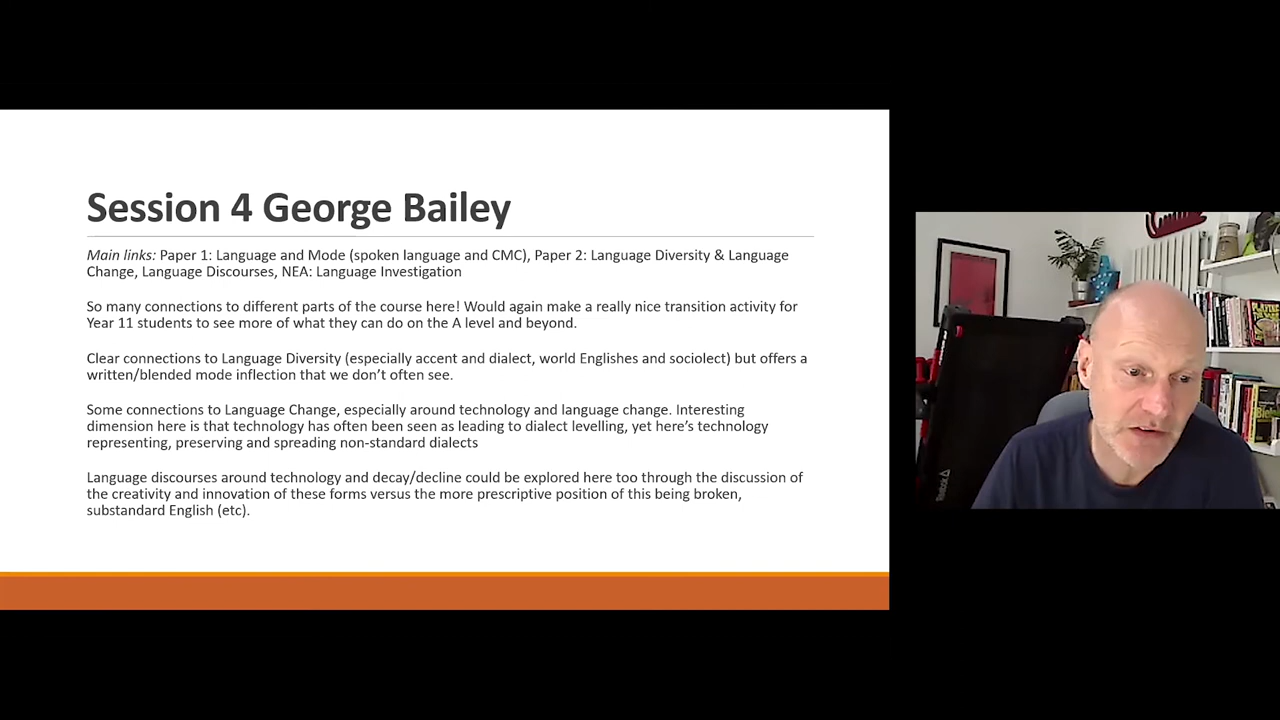 Session 4 George Bailey
Main links: Paper 1: Language and Mode (spoken language and CMC), Paper 2: Language Diversity & Language
Change, Language Discourses, NEA: Language Investigation
So many connections to different parts of the course here! Would again make a really nice transition activity for
Year 11 students to see more of what they can do on the A level and beyond.
Clear connections to Language Diversity (especially accent and dialect, world Englishes and sociolect) but offers a
written/blended mode inflection that we don’t often see.
Some connections to Language Change, especially around technology and language change. Interesting
dimension here is that technology has often been seen as leading to dialect levelling, yet here’s technology
representing, preserving and spreading non-standard dialects
Language discourses around technology and decay/decline could be explored here too through the discussion of
the creativity and innovation of these forms versus the more prescriptive position of this being broken,
substandard English (etc).
Reebok